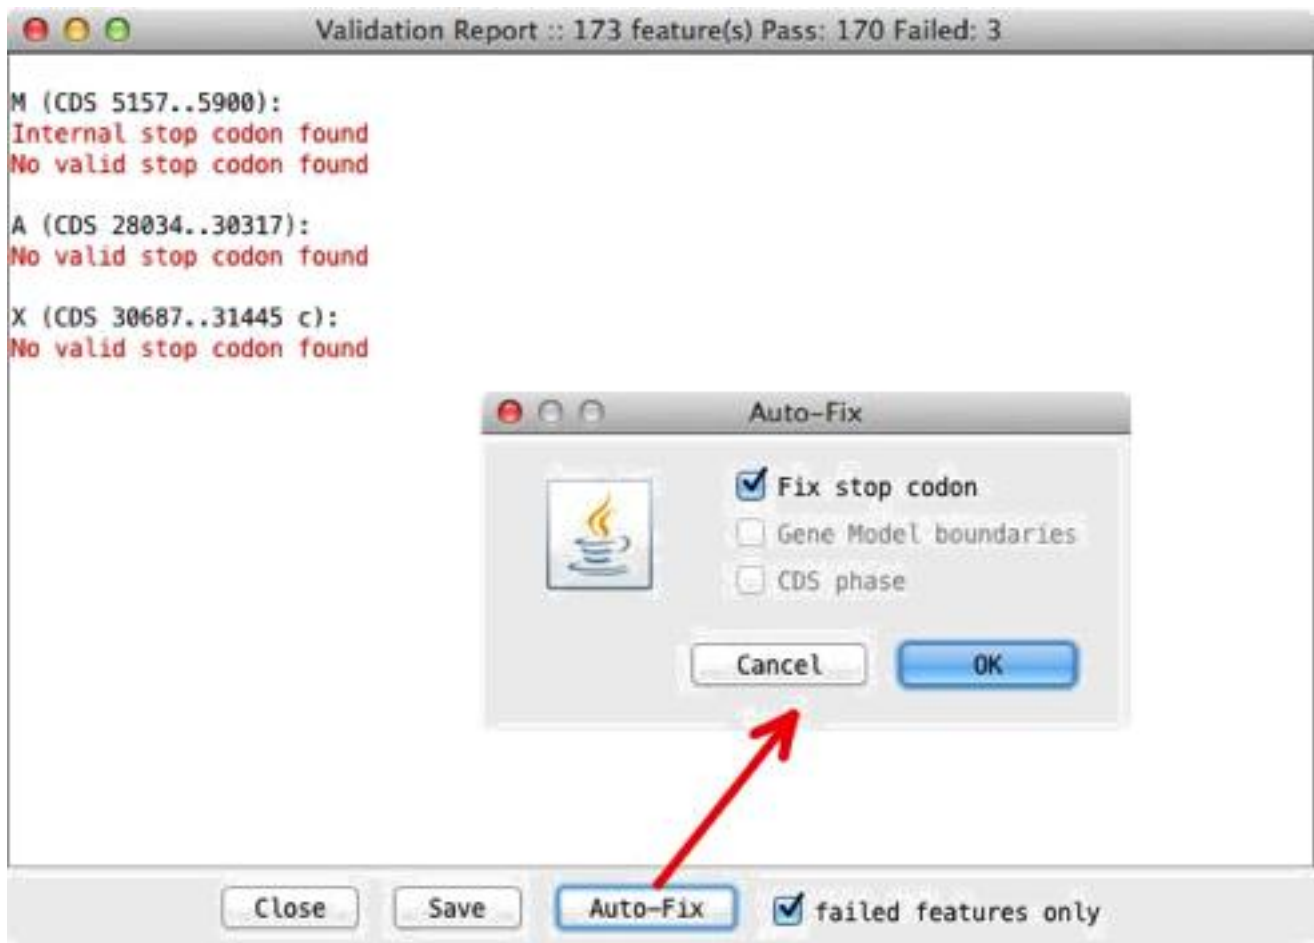 Validation Report :: 173 feature(s) Pass: 170 Failed: 3
M (CDS 5157..5900):
Internal stop codon found
No valid stop codon found
A (CDS 28034..30317):
No valid stop codon found
X (CDS 30687..31445 c):
No valid stop codon found
Auto-Fix
Fix stop codon
Gene Model boundaries
CDS phase
Cancel OK
Close Save Auto-Fix failed features only